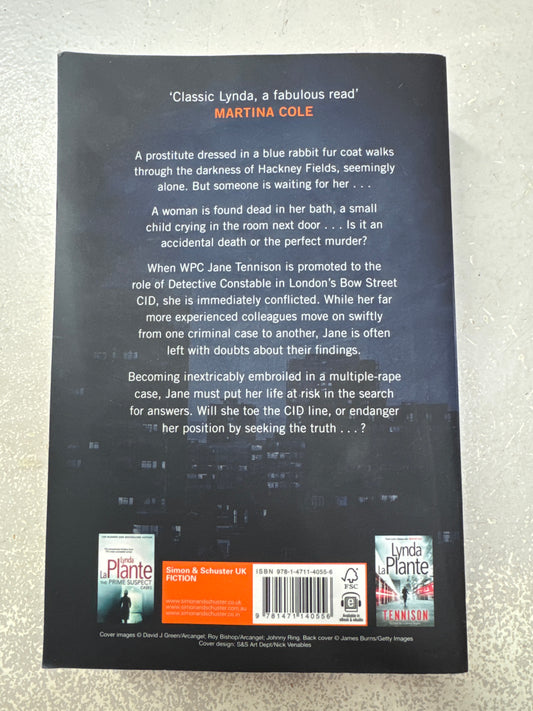 ‘Classic Lynda, a fabulous read’
MARTINA COLE
A prostitute dressed in a blue rabbit fur coat walks
through the darkness of Hackney Fields, seemingly
alone. But someone is waiting for her . . .
A woman is found dead in her bath, a small
child crying in the room next door . . . Is it an
accidental death or the perfect murder?
When WPC Jane Tennison is promoted to the
role of Detective Constable in London’s Bow Street
CID, she is immediately conflicted. While her far
more experienced colleagues move on swiftly
from one criminal case to another, Jane is often
left with doubts about their findings.
Becoming inextricably embroiled in a multiple-rape
case, Jane must put her life at risk in the search
for answers. Will she toe the CID line, or endanger
her position by seeking the truth . . . ?
Lynda
La Plante
THE PRIME SUSPECT
CASES
Simon & Schuster UK
FICTION
www.simonandschuster.co.uk
www.simonandschuster.com.au
www.simonandschuster.co.in
ISBN 978-1-4711-4055-6
9 781471 140556
FSC
Available in
eBook & eAudio
Lynda
La Plante
TENNISON
Cover images © David J Green/Arcangel; Roy Bishop/Arcangel; Johnny Ring. Back cover © James Burns/Getty Images
Cover design: S&S Art Dept/Nick Venables